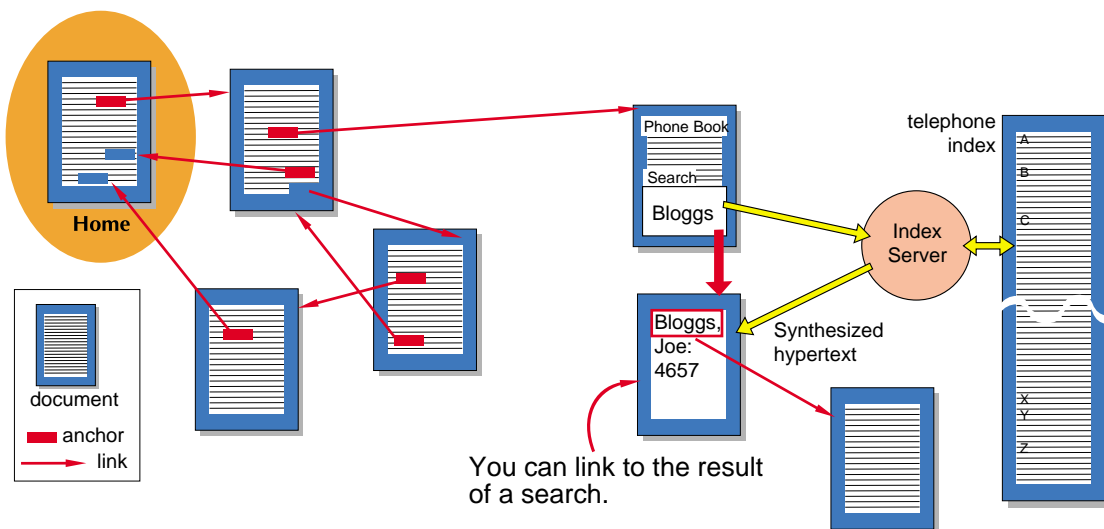 Home
document
anchor
link
Phone Book
Search
Bloggs
Index
Server
telephone
index
A
B
C
X
Y
Z
Bloggs,
Joe:
4657
Synthesized
hypertext
You can link to the result
of a search.